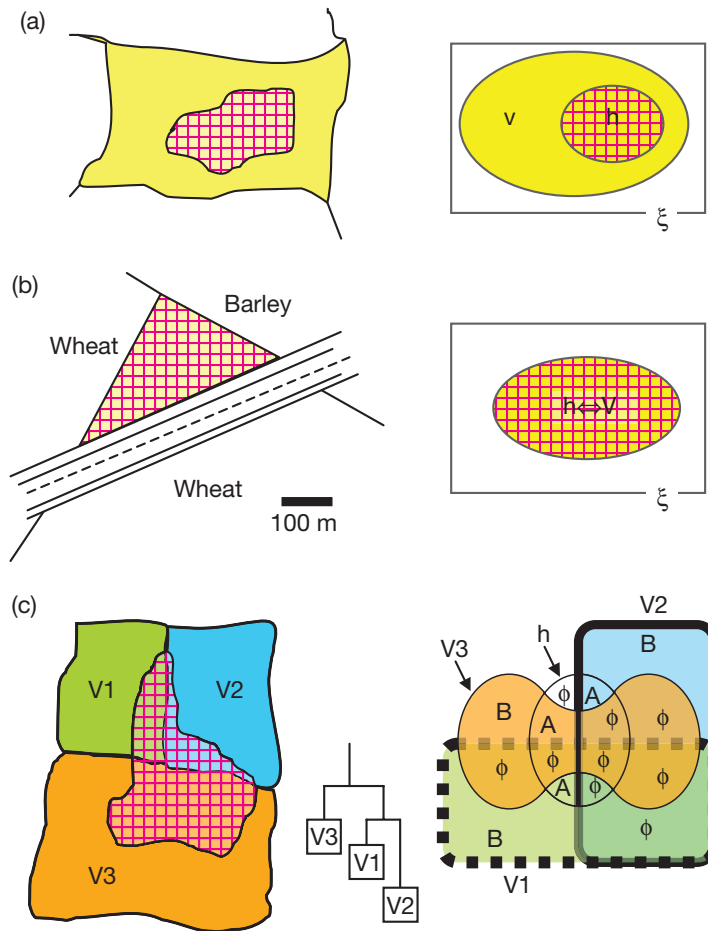 (a)
v h
ξ
(b)
Barley
Wheat
Wheat
100 m
h⇔V
ξ
(c)
V1 V2
V3
V3
V1
V2
V2
B
h
V3
ϕ A
B A ϕ
ϕ ϕ ϕ ϕ
A ϕ
B ϕ
V1